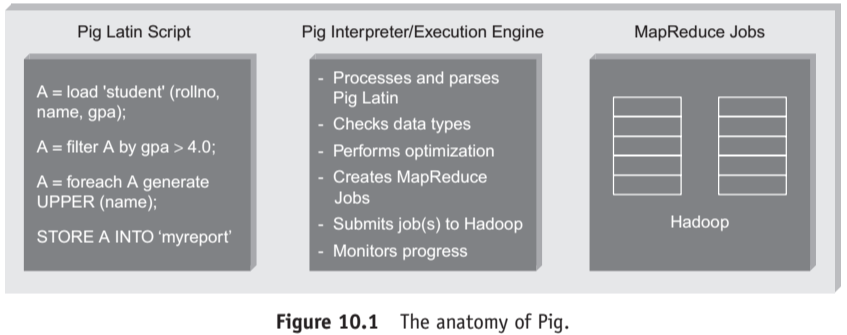 Pig Latin Script
A = load 'student' (rollno,
name, gpa);
A = filter A by gpa > 4.0;
A = foreach A generate
UPPER (name);
STORE A INTO ‘myreport’
Pig Interpreter/Execution Engine
- Processes and parses
Pig Latin
- Checks data types
- Performs optimization
- Creates MapReduce
Jobs
- Submits job(s) to Hadoop
- Monitors progress
MapReduce Jobs
Hadoop
Figure 10.1 The anatomy of Pig.